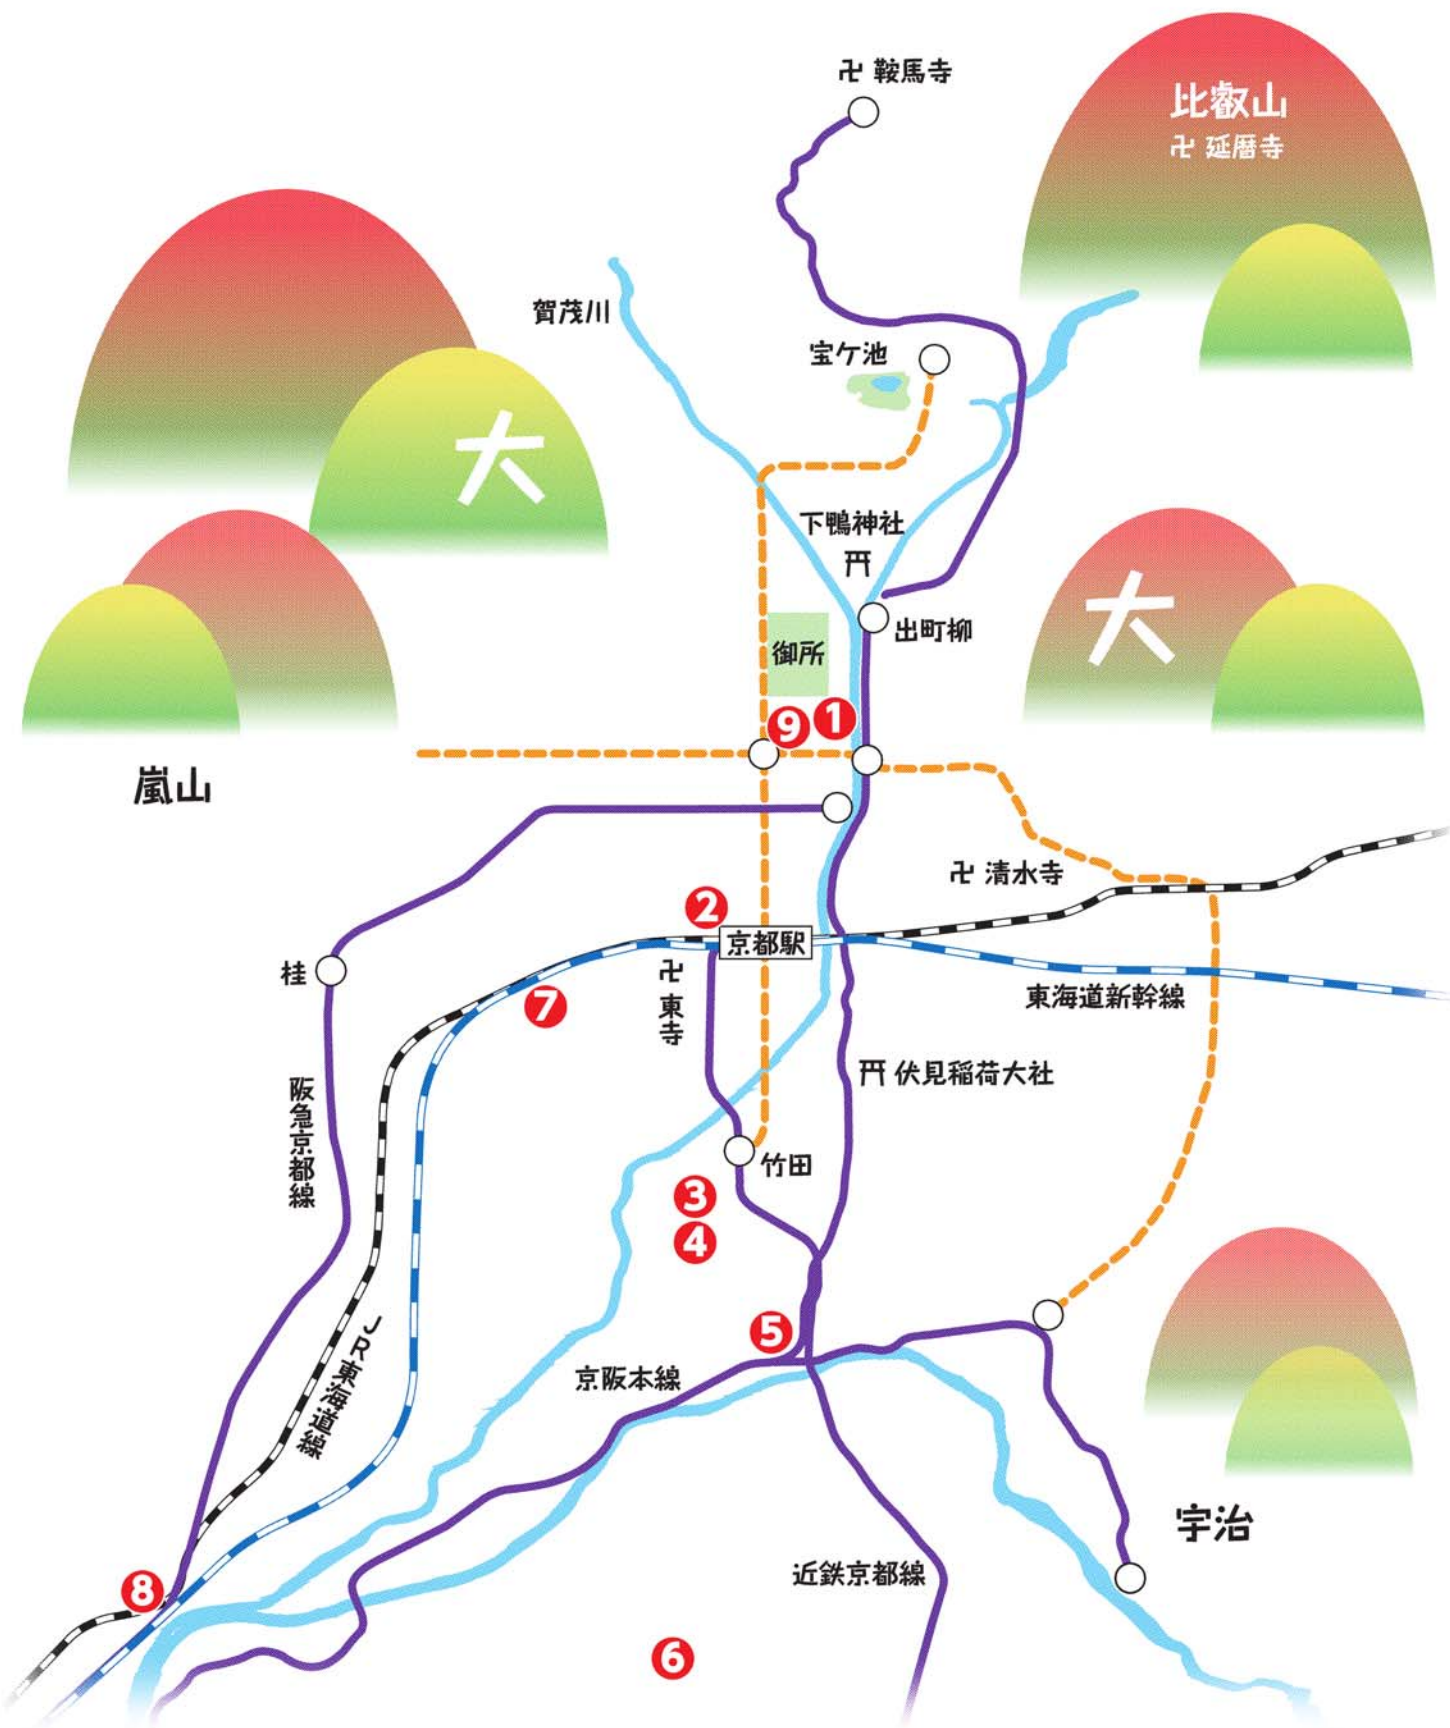 卍 鞍馬寺
比叡山
卍 延暦寺
賀茂川
宝ケ池
大
下鴨神社
大
出町柳
御所
9
1
嵐山
卍 清水寺
2
京都駅
桂
卍東寺
7
東海道新幹線
伏見稲荷大社
阪急京都線
竹田
3
4
5
JR東海道線
京阪本線
宇治
近鉄京都線
8
6